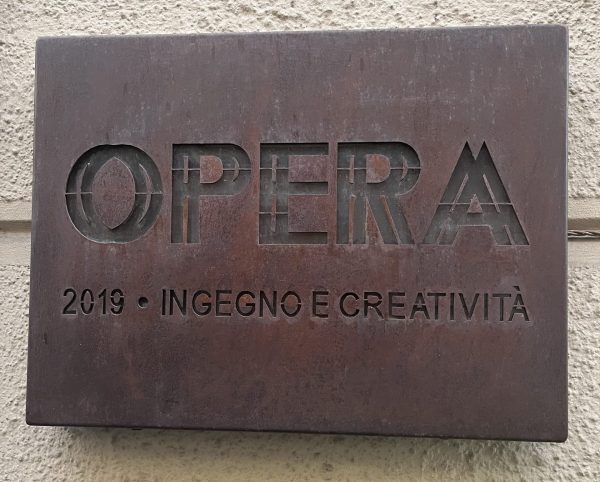 OPERA
2019 • INGEGNO E CREATIVITÀ